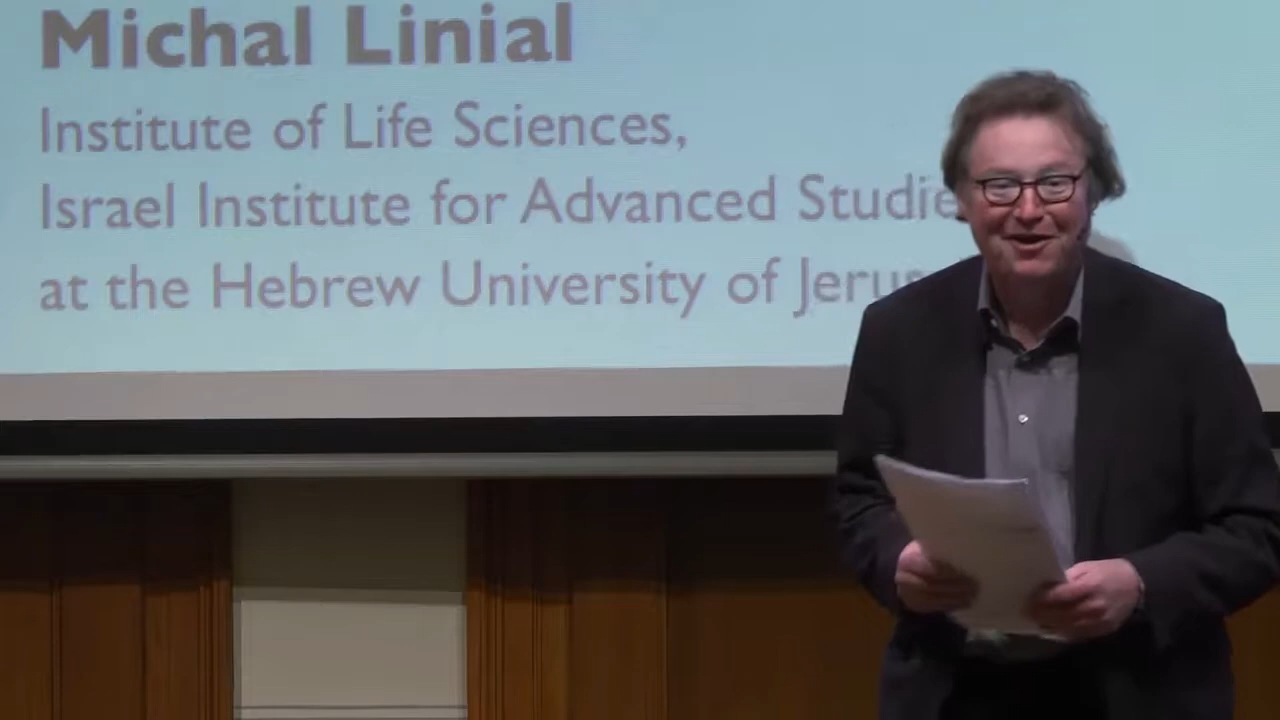 Michal Linial
Institute of Life Sciences,
Israel Institute for Advanced Studie
at the Hebrew University of Jeru